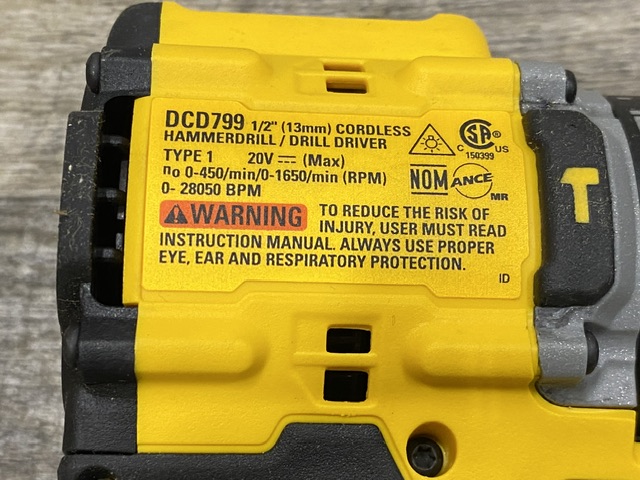 DCD799 1/2" (13mm) CORDLESS
HAMMERDRILL / DRILL DRIVER
TYPE 1 20V ⎓ (Max)
no 0-450/min/0-1650/min (RPM)
0- 28050 BPM
WARNING TO REDUCE THE RISK OF
INJURY, USER MUST READ
INSTRUCTION MANUAL. ALWAYS USE PROPER
EYE, EAR AND RESPIRATORY PROTECTION.
C SA US
150399
NOM ANCE MR
ID